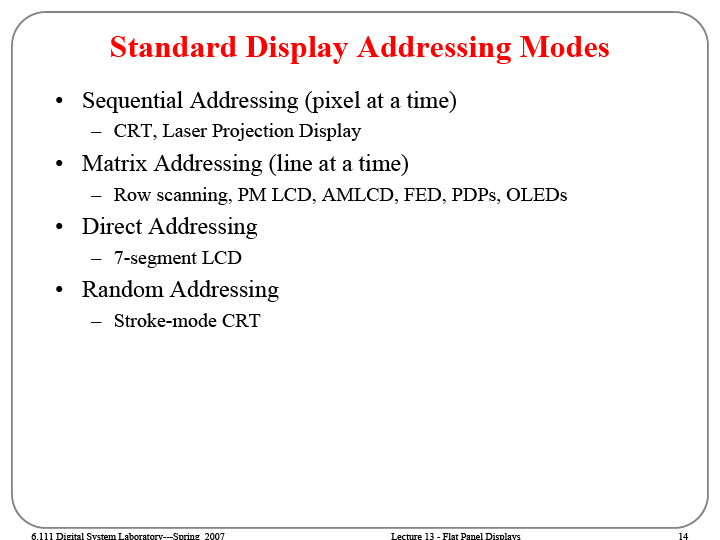 Standard Display Addressing Modes
• Sequential Addressing (pixel at a time)
– CRT, Laser Projection Display
• Matrix Addressing (line at a time)
– Row scanning, PM LCD, AMLCD, FED, PDPs, OLEDs
• Direct Addressing
– 7-segment LCD
• Random Addressing
– Stroke-mode CRT
6.111 Digital System Laboratory---Spring 2007 Lecture 13 - Flat Panel Displays 14